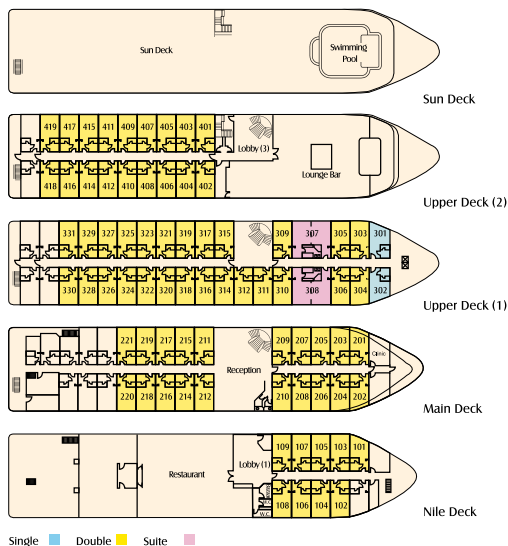 Sun Deck
Swimming
Pool
Sun Deck
419 417 415 411 409 407 405 403 401
Lobby (3)
Lounge Bar
418 416 414 412 410 408 406 404 402
Upper Deck (2)
331 329 327 325 323 321 319 317 315 309 307 305 303 301
330 328 326 324 322 320 318 316 314 312 311 310 308 306 304 302
Upper Deck (1)
221 219 217 215 211 209 207 205 203 201
Clinic
Reception
220 218 216 214 212 210 208 206 204 202
Main Deck
109 107 105 103 101
Lobby (1)
Restaurant
W.C
108 106 104 102
Nile Deck
Single Double Suite